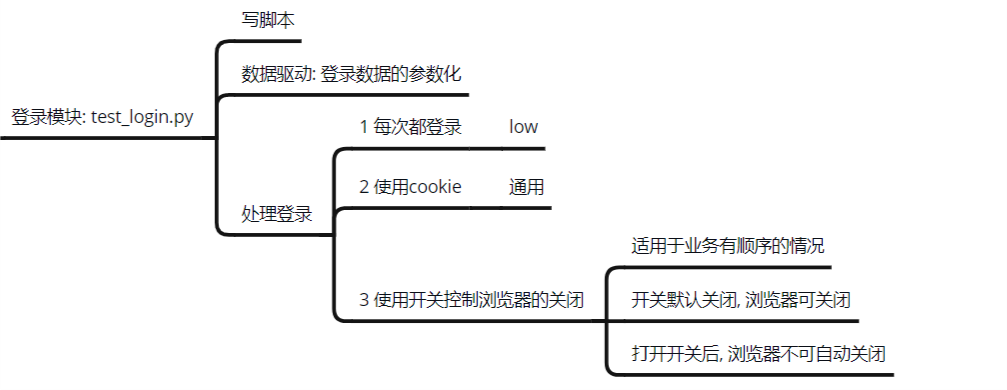 写脚本
数据驱动: 登录数据的参数化
登录模块: test_login.py
1 每次都登录
low
2 使用cookie
通用
处理登录
适用于业务有顺序的情况
3 使用开关控制浏览器的关闭
开关默认关闭, 浏览器可关闭
打开开关后, 浏览器不可自动关闭